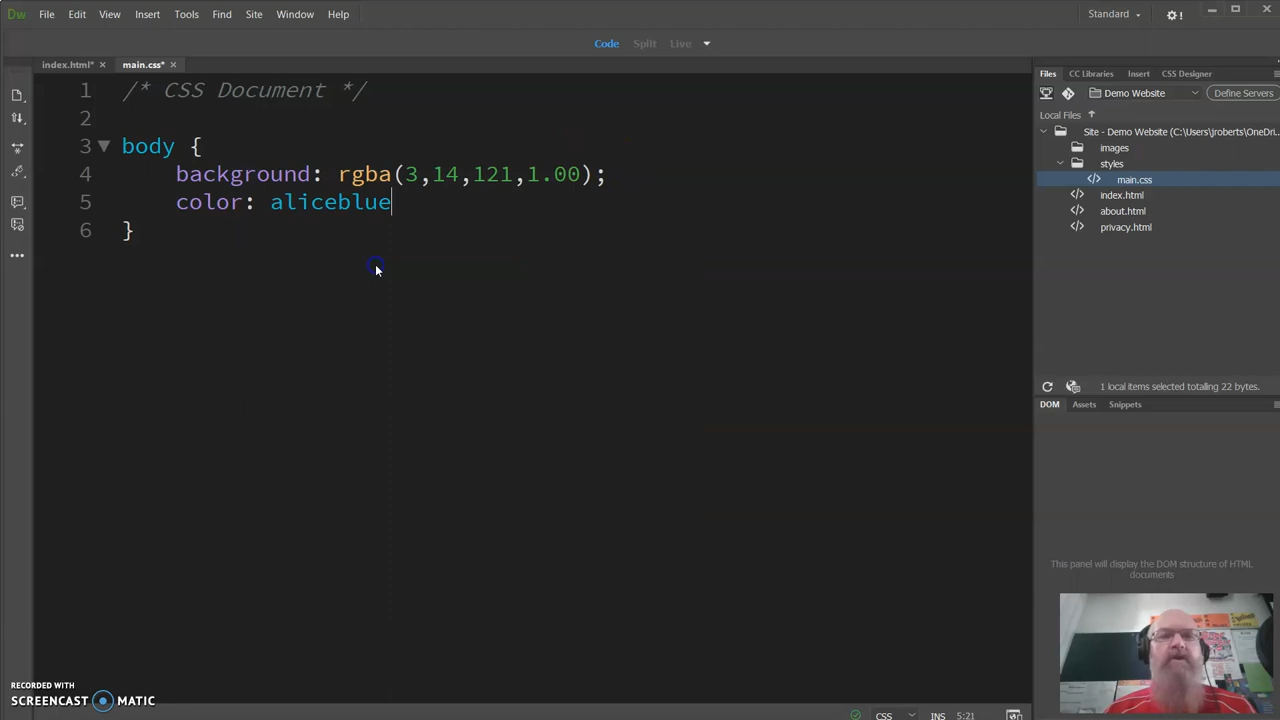 Dw File Edit View Insert Tools Find Site Window Help Standard
Code Split Live
index.html* × main.css* ×
Files CC Libraries Insert CSS Designer
Demo Website Define Servers
Local Files
Site - Demo Website (C:\Users\jroberts\OneDri
images
styles
main.css
index.html
about.html
privacy.html
1 /* CSS Document */
2
3 body {
4 background: rgba(3,14,121,1.00);
5 color: aliceblue
6 }
1 local items selected totalling 22 bytes.
DOM Assets Snippets
This panel will display the DOM structure of HTML
documents
RECORDED WITH
SCREENCAST MATIC
CSS INS 5:21